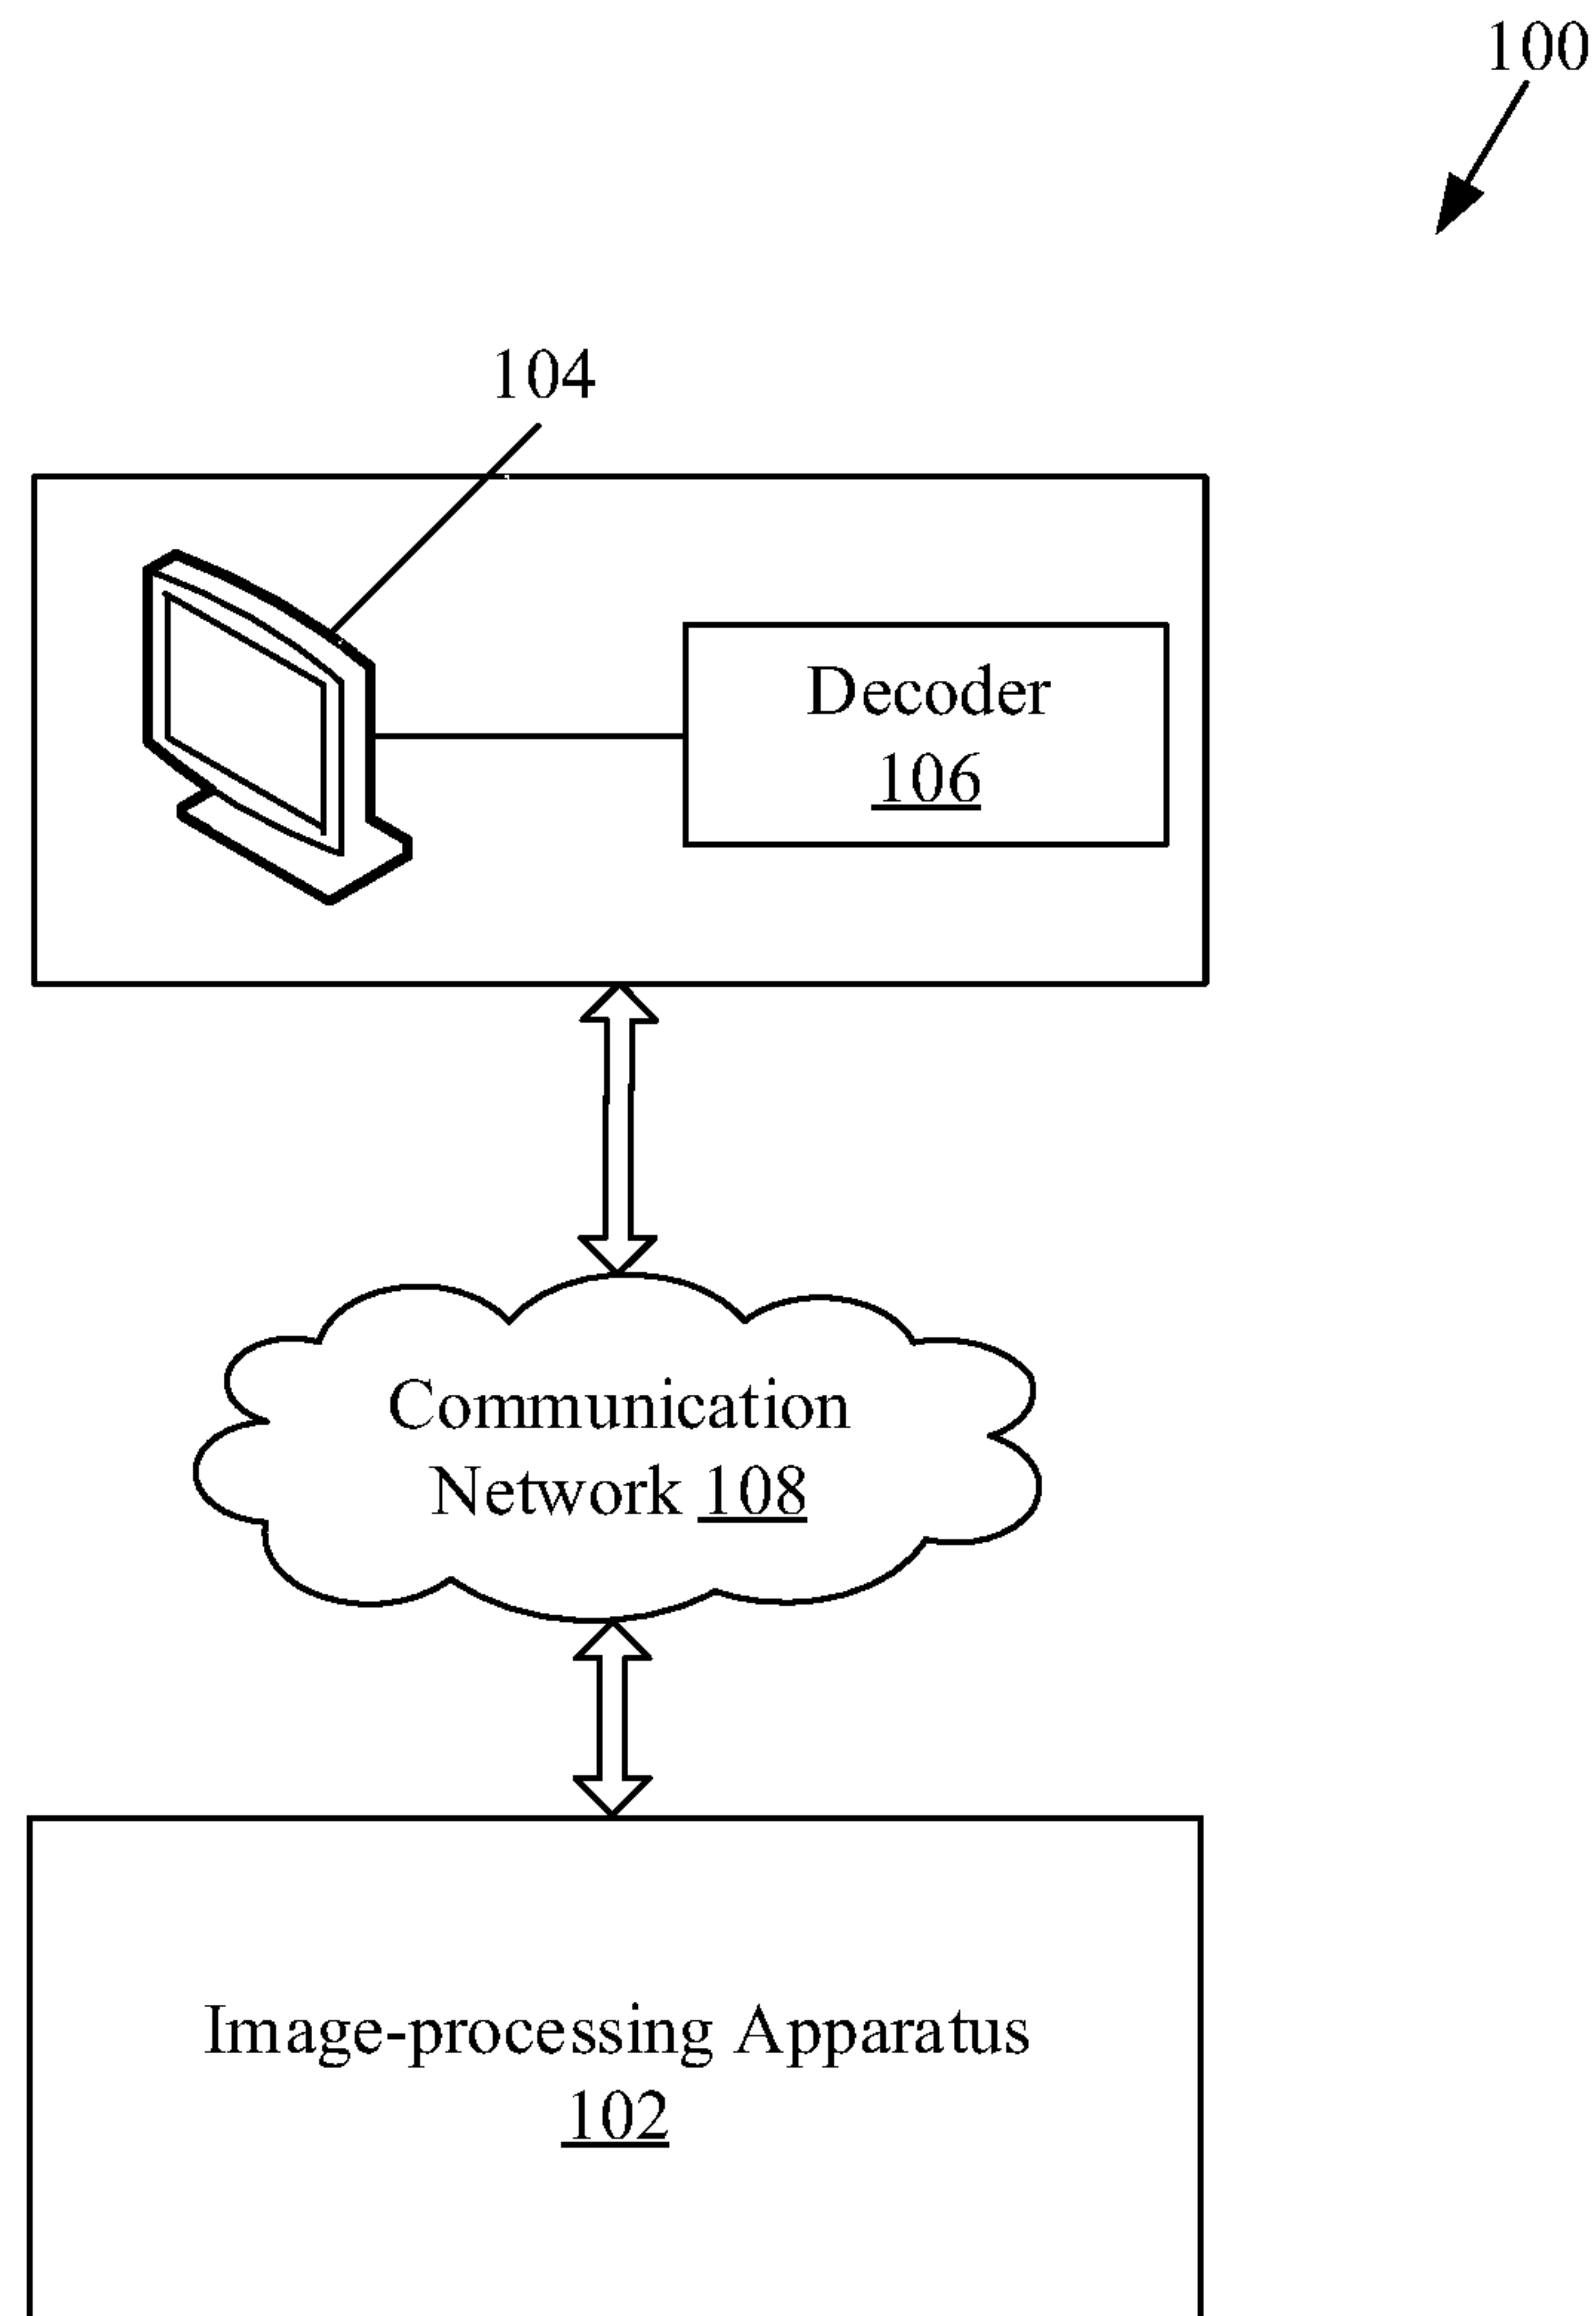 100
104
Decoder
106
Communication
Network 108
Image-processing Apparatus
102